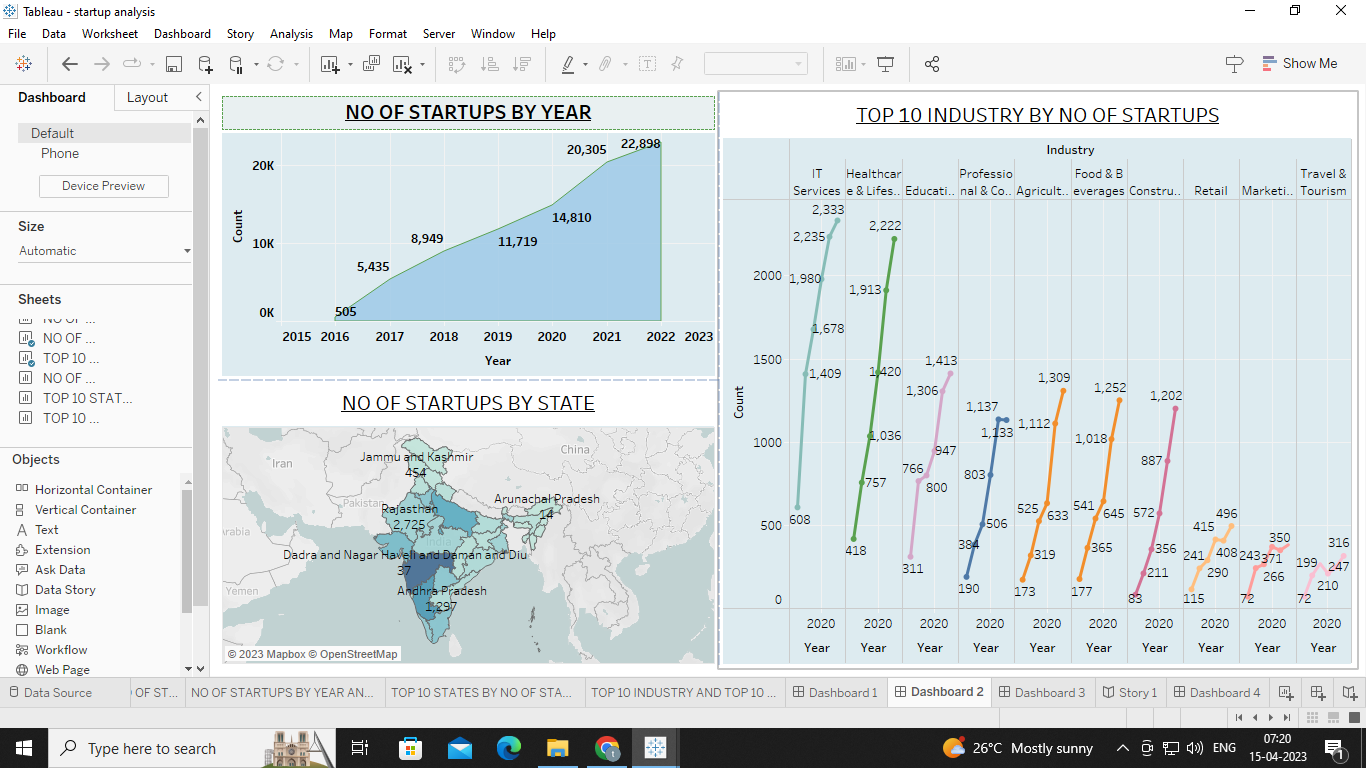 Tableau - startup analysis
File Data Worksheet Dashboard Story Analysis Map Format Server Window Help
Show Me
Dashboard Layout
Default
Phone
Device Preview
Size
Automatic
Sheets
NO OF ...
NO OF ...
TOP 10 ...
NO OF ...
TOP 10 STAT...
TOP 10 ...
Objects
Horizontal Container
Vertical Container
Text
Extension
Ask Data
Data Story
Image
Blank
Workflow
Web Page
NO OF STARTUPS BY YEAR
20K
10K
0K
Count
505
5,435
8,949
11,719
14,810
20,305
22,898
2015 2016 2017 2018 2019 2020 2021 2022 2023
Year
NO OF STARTUPS BY STATE
Iran
China
Pakistan
India
Yemen
Jammu and Kashmir
454
Arunachal Pradesh
14
Rajasthan
2,725
Dadra and Nagar Haveli and Daman and Diu
37
Andhra Pradesh
1,297
© 2023 Mapbox © OpenStreetMap
TOP 10 INDUSTRY BY NO OF STARTUPS
Industry
IT
Services
Healthcar
e & Lifes..
Educati..
Professio
nal & Co..
Agricult..
Food & B
everages
Constru..
Retail
Marketi..
Travel &
Tourism
Count
2000
1500
1000
500
0
2,333
2,235
1,980
1,678
1,409
608
2,222
1,913
1,420
1,036
757
418
1,413
1,306
947
766
800
311
1,137
1,133
803
506
384
190
1,309
1,112
525
633
319
173
1,252
1,018
541
645
365
177
1,202
887
572
356
211
83
496
415
408
241
290
115
350
243
371
266
72
316
199
247
210
72
2020 2020 2020 2020 2020 2020 2020 2020 2020 2020
Year Year Year Year Year Year Year Year Year Year
Data Source OF ST... NO OF STARTUPS BY YEAR AN... TOP 10 STATES BY NO OF STA... TOP 10 INDUSTRY AND TOP 10 ... Dashboard 1 Dashboard 2 Dashboard 3 Story 1 Dashboard 4
Type here to search
26°C Mostly sunny
ENG
07:20
15-04-2023
1